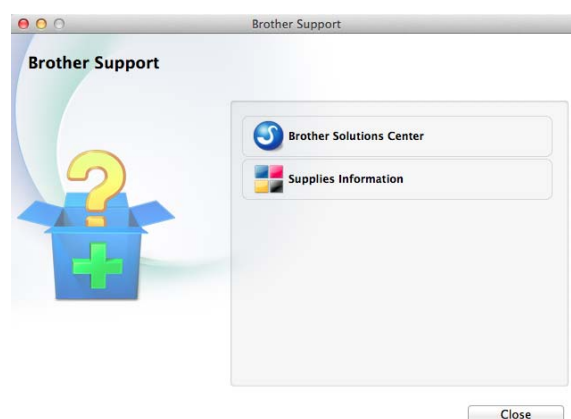 Brother Support
Brother Support
Brother Solutions Center
Supplies Information
Close